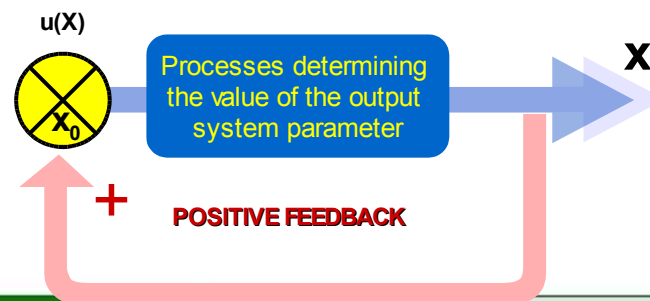 u(X)
X
Processes determining
the value of the output
system parameter
X₀
+
POSITIVE FEEDBACK